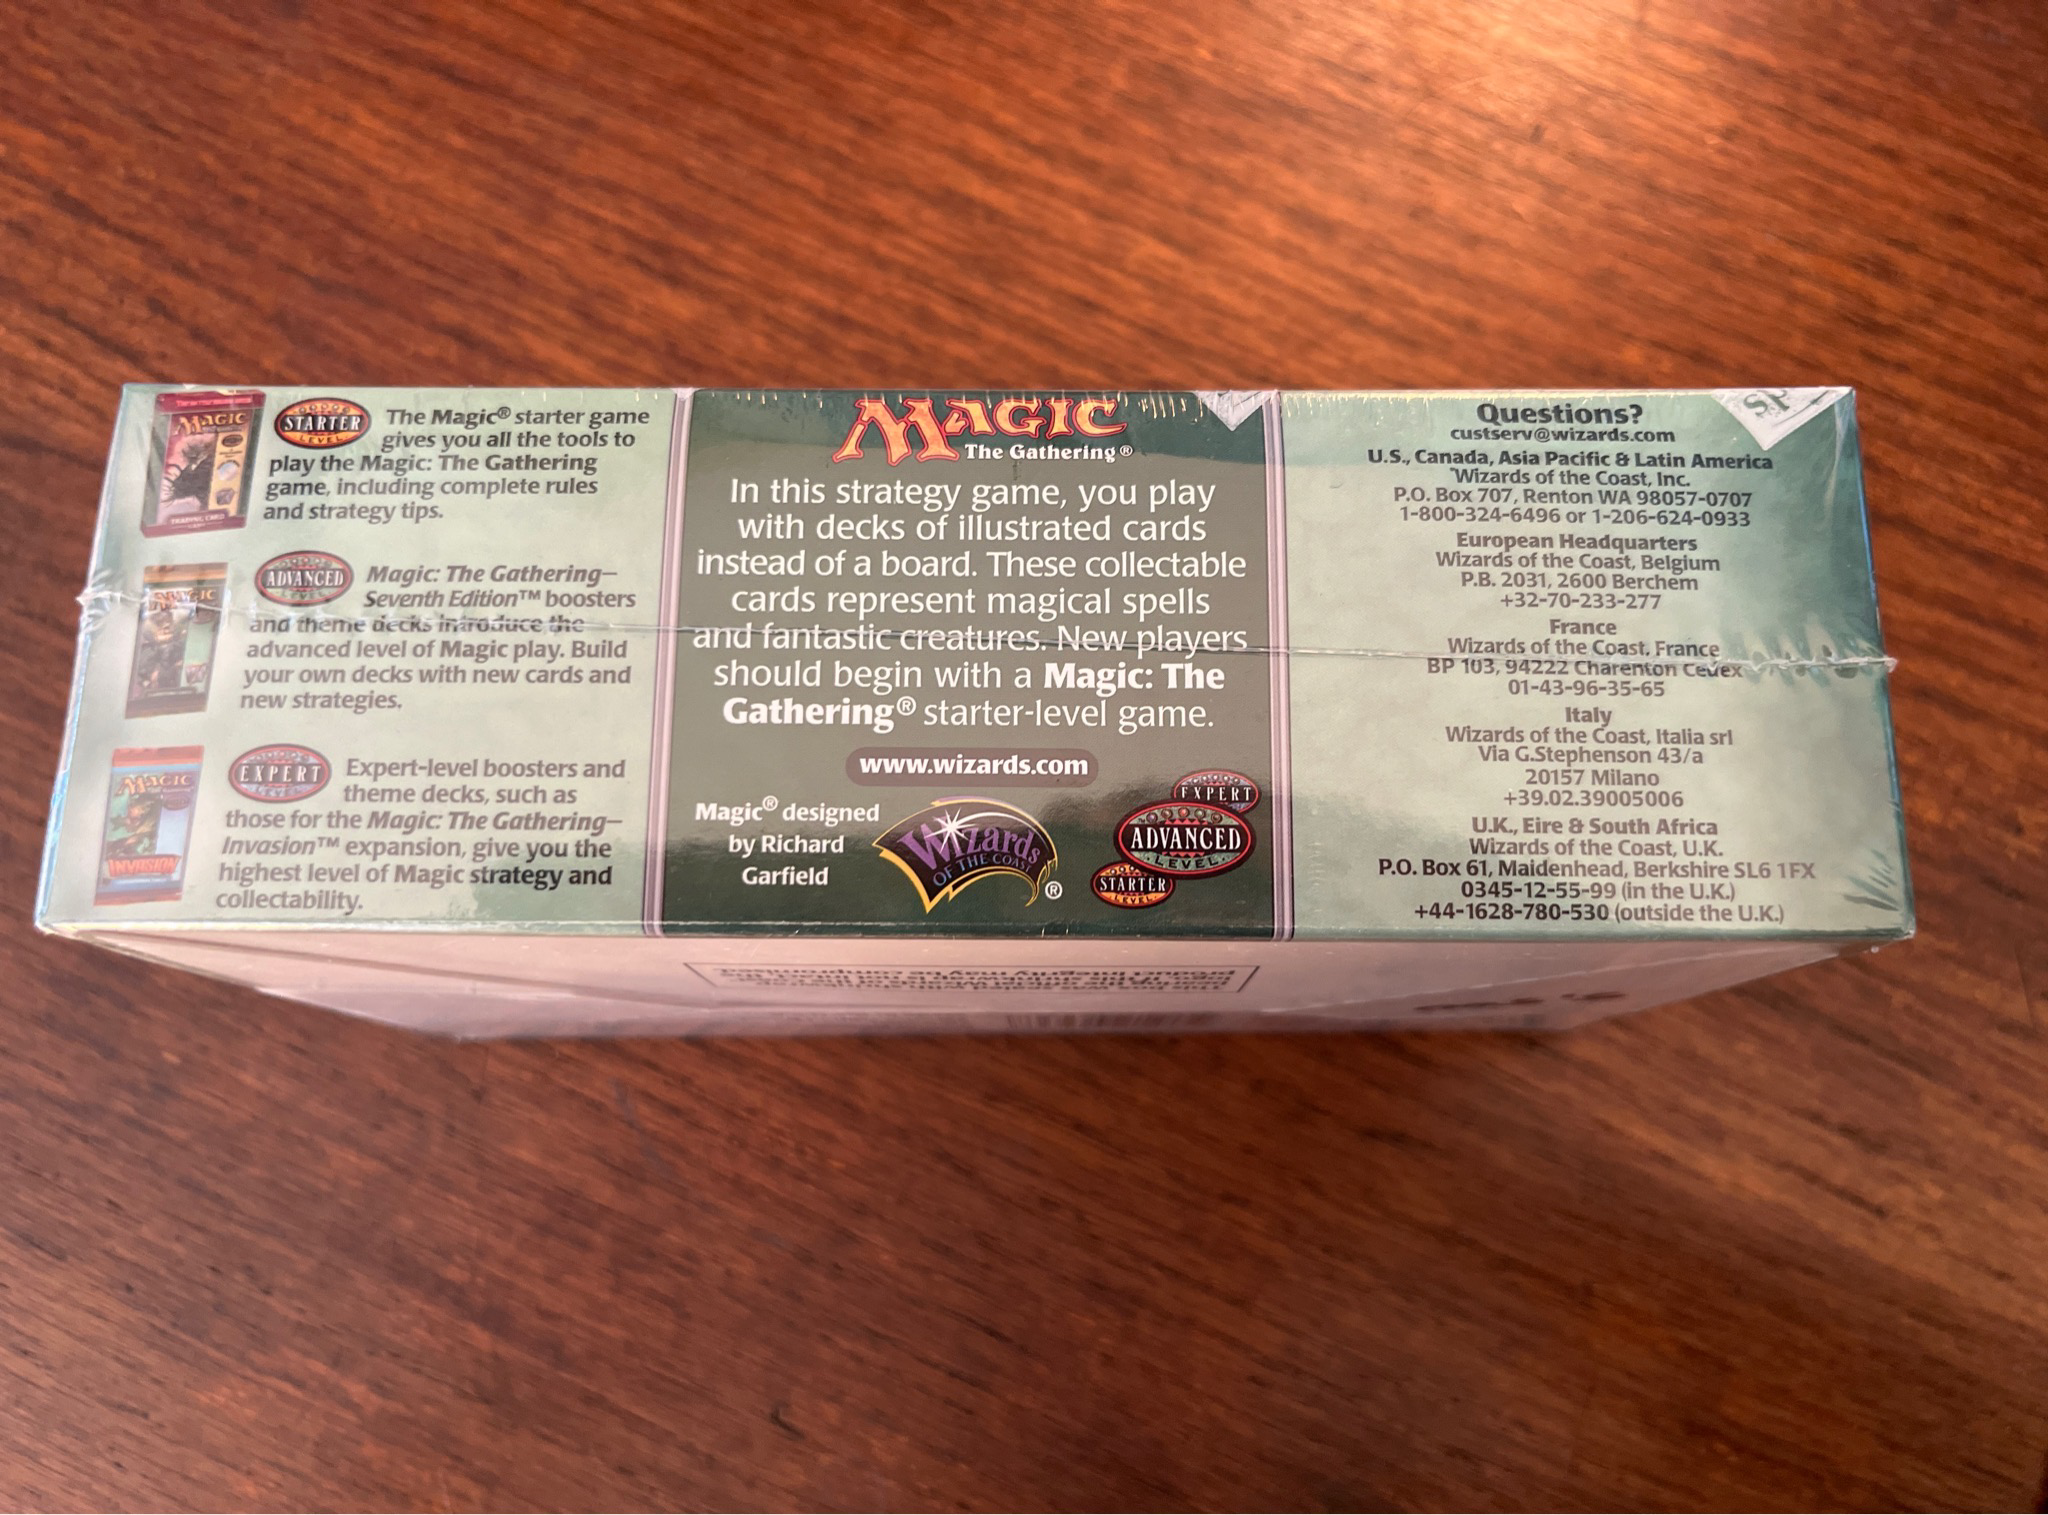 MAGIC
STARTER
LEVEL
The Magic® starter game
gives you all the tools to
play the Magic: The Gathering
game, including complete rules
and strategy tips.
MAGIC
ADVANCED
LEVEL
Magic: The Gathering–
Seventh Edition™ boosters
and theme decks introduce the
advanced level of Magic play. Build
your own decks with new cards and
new strategies.
MAGIC
INVASION
EXPERT
LEVEL
Expert-level boosters and
theme decks, such as
those for the Magic: The Gathering–
Invasion™ expansion, give you the
highest level of Magic strategy and
collectability.
MAGIC
The Gathering®
In this strategy game, you play
with decks of illustrated cards
instead of a board. These collectable
cards represent magical spells
and fantastic creatures. New players
should begin with a Magic: The
Gathering® starter-level game.
www.wizards.com
Magic® designed
by Richard
Garfield
Wizards
OF THE COAST
®
EXPERT
ADVANCED
LEVEL
STARTER
LEVEL
Questions?
custserv@wizards.com
U.S., Canada, Asia Pacific & Latin America
Wizards of the Coast, Inc.
P.O. Box 707, Renton WA 98057-0707
1-800-324-6496 or 1-206-624-0933
European Headquarters
Wizards of the Coast, Belgium
P.B. 2031, 2600 Berchem
+32-70-233-277
France
Wizards of the Coast, France
BP 103, 94222 Charenton Cedex
01-43-96-35-65
Italy
Wizards of the Coast, Italia srl
Via G.Stephenson 43/a
20157 Milano
+39.02.39005006
U.K., Eire & South Africa
Wizards of the Coast, U.K.
P.O. Box 61, Maidenhead, Berkshire SL6 1FX
0345-12-55-99 (in the U.K.)
+44-1628-780-530 (outside the U.K.)